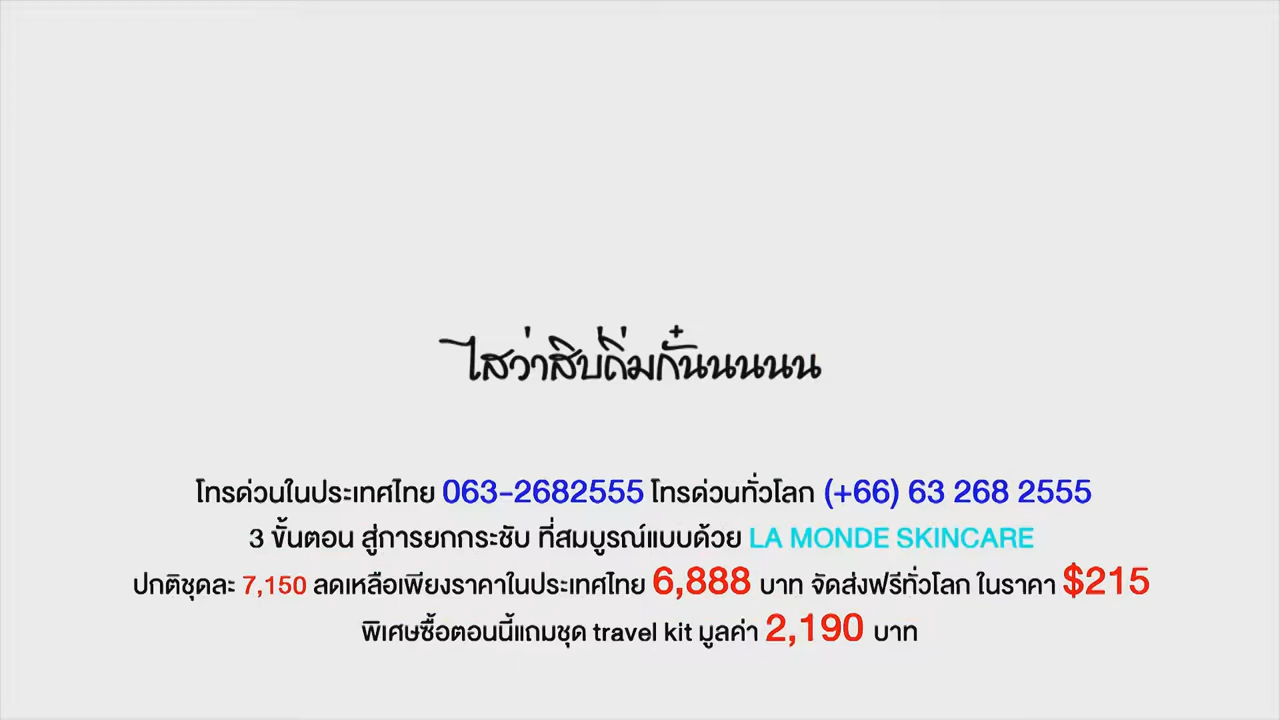 ไสว่าสิบ่ถิ่มกั๋นนนนน
โทรด่วนในประเทศไทย 063-2682555 โทรด่วนทั่วโลก (+66) 63 268 2555
3 ขั้นตอน สู่การยกกระชับ ที่สมบูรณ์แบบด้วย LA MONDE SKINCARE
ปกติชุดละ 7,150 ลดเหลือเพียงราคาในประเทศไทย 6,888 บาท จัดส่งฟรีทั่วโลก ในราคา $215
พิเศษซื้อตอนนี้แถมชุด travel kit มูลค่า 2,190 บาท